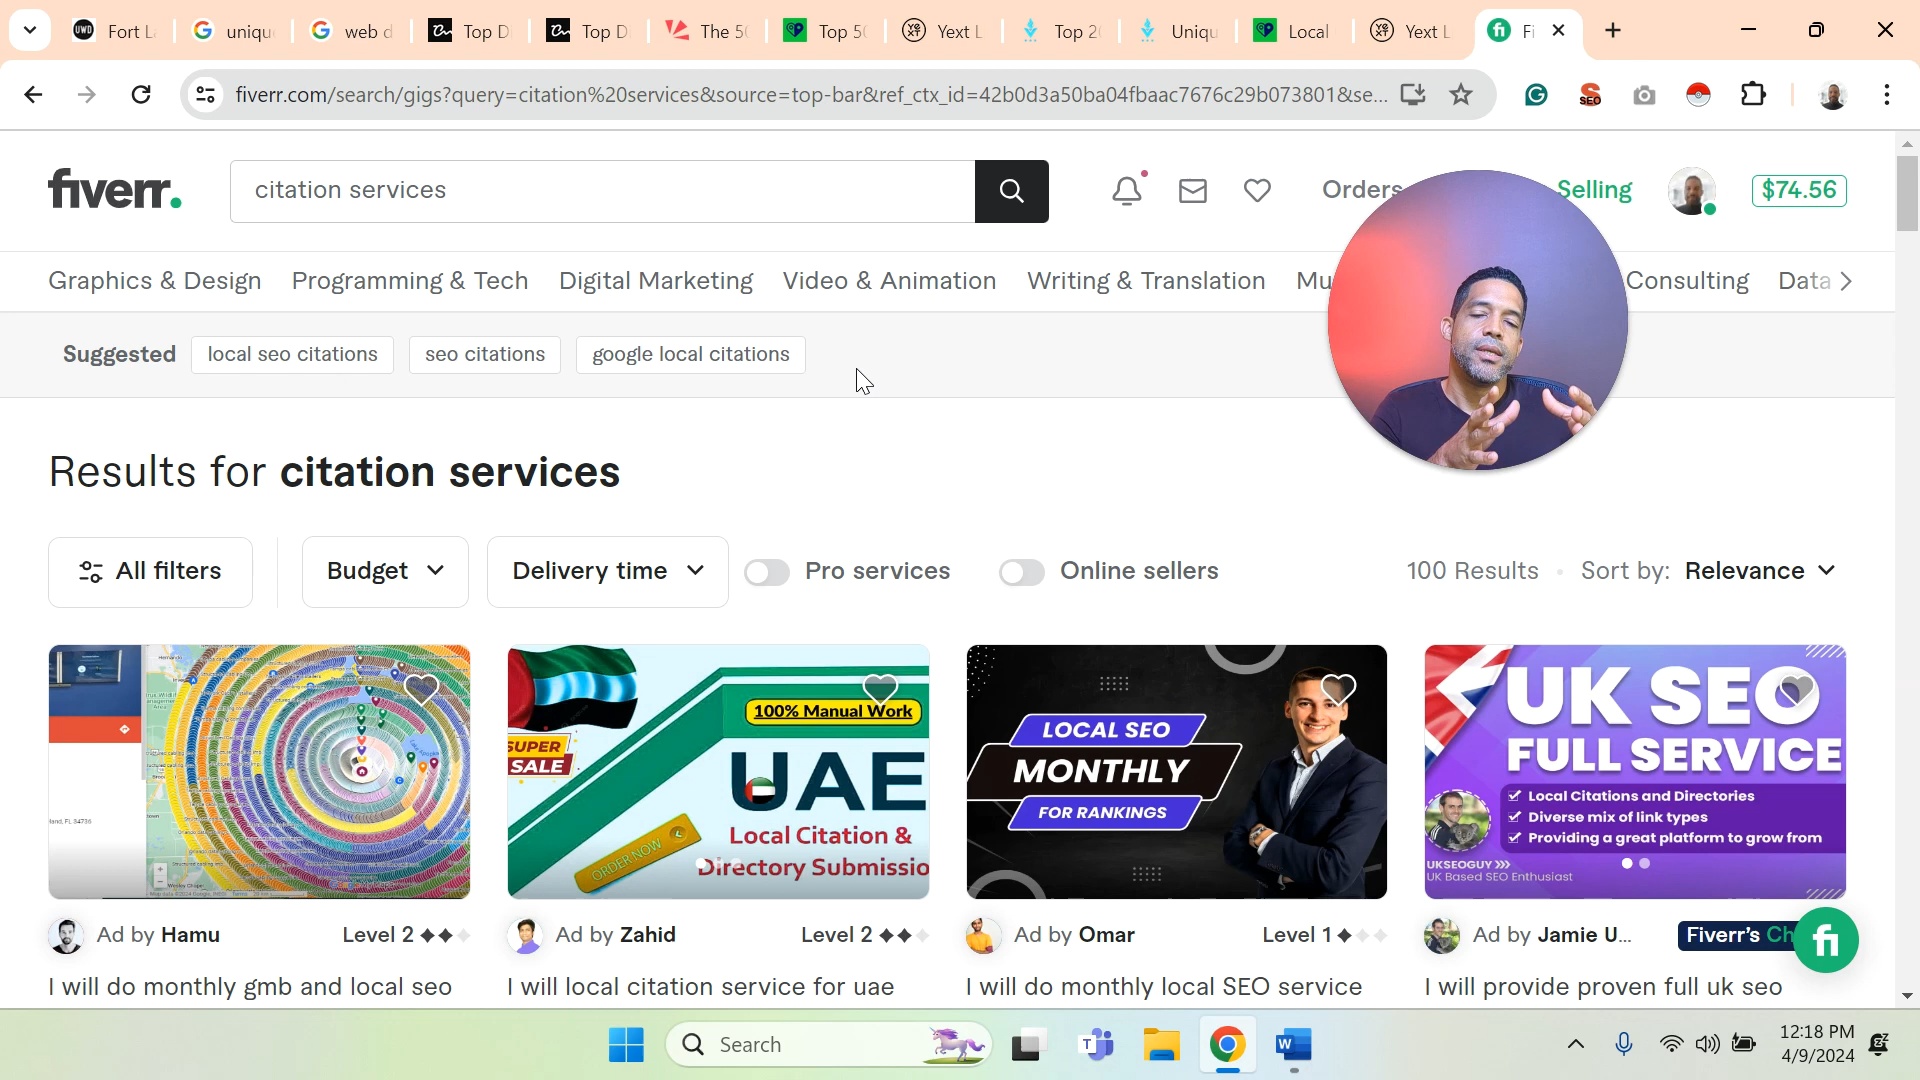 Fort La
uniqu
web d
Top D
Top D
The 50
Top 50
Yext L
Top 20
Uniqu
Local
Yext L
Fi
fiverr.com/search/gigs?query=citation%20services&source=top-bar&ref_ctx_id=42b0d3a50ba04fbaac7676c29b073801&se...
fiverr.
citation services
Orders
Selling
$74.56
Graphics & Design
Programming & Tech
Digital Marketing
Video & Animation
Writing & Translation
Mu
Consulting
Data
Suggested
local seo citations
seo citations
google local citations
Results for citation services
All filters
Budget
Delivery time
Pro services
Online sellers
100 Results
Sort by: Relevance
land, FL 34736
SUPER
SALE
100% Manual Work
UAE
Local Citation &
Directory Submissio
ORDER NOW
LOCAL SEO
MONTHLY
FOR RANKINGS
UK SEO
FULL SERVICE
Local Citations and Directories
Diverse mix of link types
Providing a great platform to grow from
UKSEOGUY
UK Based SEO Enthusiast
Ad by Hamu
Level 2
Ad by Zahid
Level 2
Ad by Omar
Level 1
Ad by Jamie U...
Fiverr's Ch
fi
I will do monthly gmb and local seo
I will local citation service for uae
I will do monthly local SEO service
I will provide proven full uk seo
Search
12:18 PM
4/9/2024